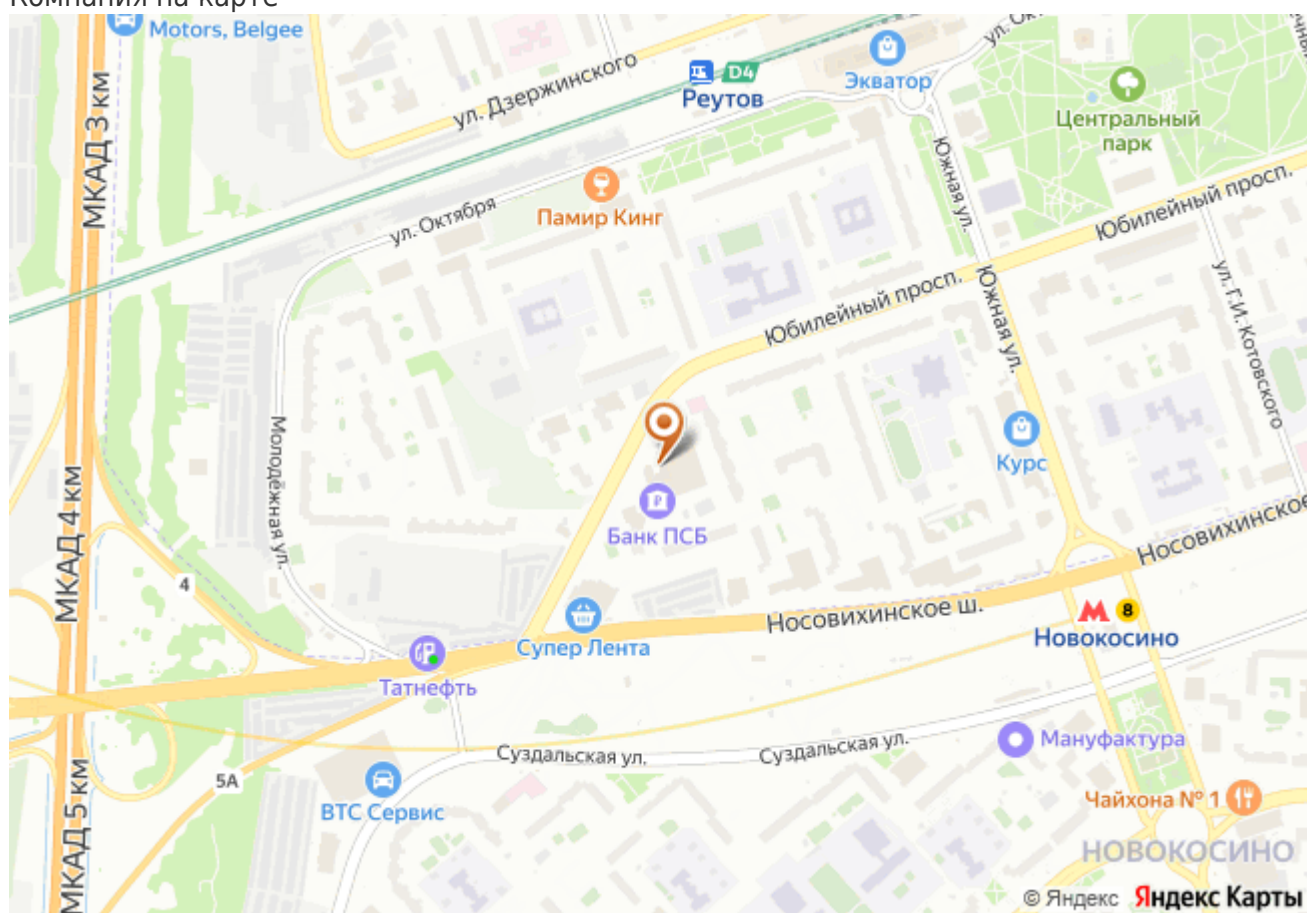 Компания на карте
Motors, Belgee
МКАД 3 км
ул. Дзержинского
D4
Реутов
Экватор
Центральный
парк
Южная ул.
Юбилейный просп.
ул. Октября
Памир Кинг
Юбилейный просп.
Южная ул.
ул. Г.И. Котовского
Молодёжная ул.
Курс
МКАД 4 км
Банк ПСБ
Носовихинское
4
Носовихинское ш.
8
Новокосино
Супер Лента
Татнефть
Суздальская ул.
Суздальская ул.
Мануфактура
5А
ВТС Сервис
МКАД 5 км
Чайхона № 1
НОВОКОСИНО
© Яндекс Яндекс Карты